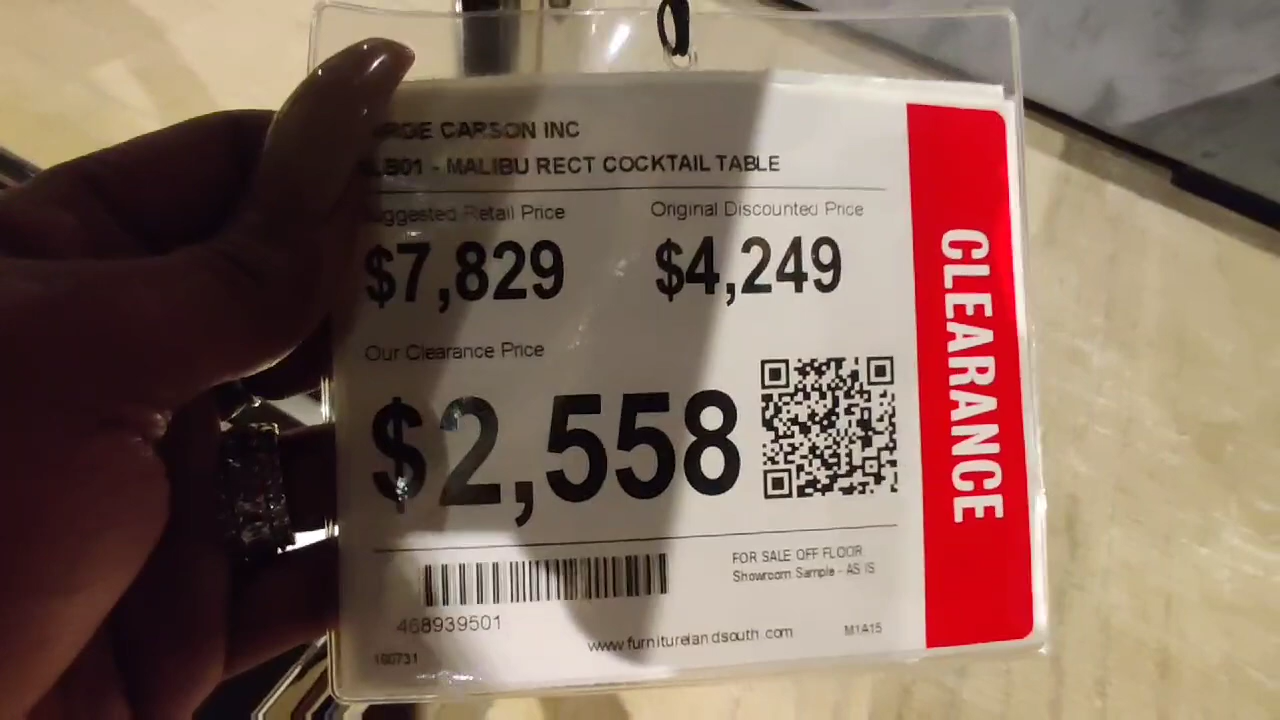 CARSON INC
- MALIBU RECT COCKTAIL TABLE
Retail Price
Original Discounted Price
$7,829
$4,249
Our Clearance Price
$2,558
CLEARANCE
FOR SALE OFF FLOOR
Showroom Sample - AS IS
468939501
www.furniturelandsouth.com
M1A15